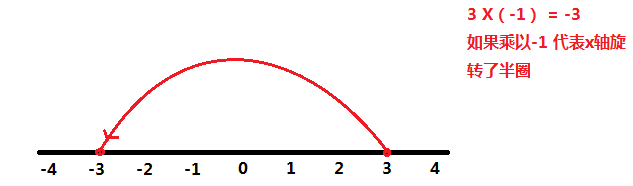 3 X（-1） = -3
如果乘以-1 代表x轴旋
转了半圈
-4 -3 -2 -1 0 1 2 3 4